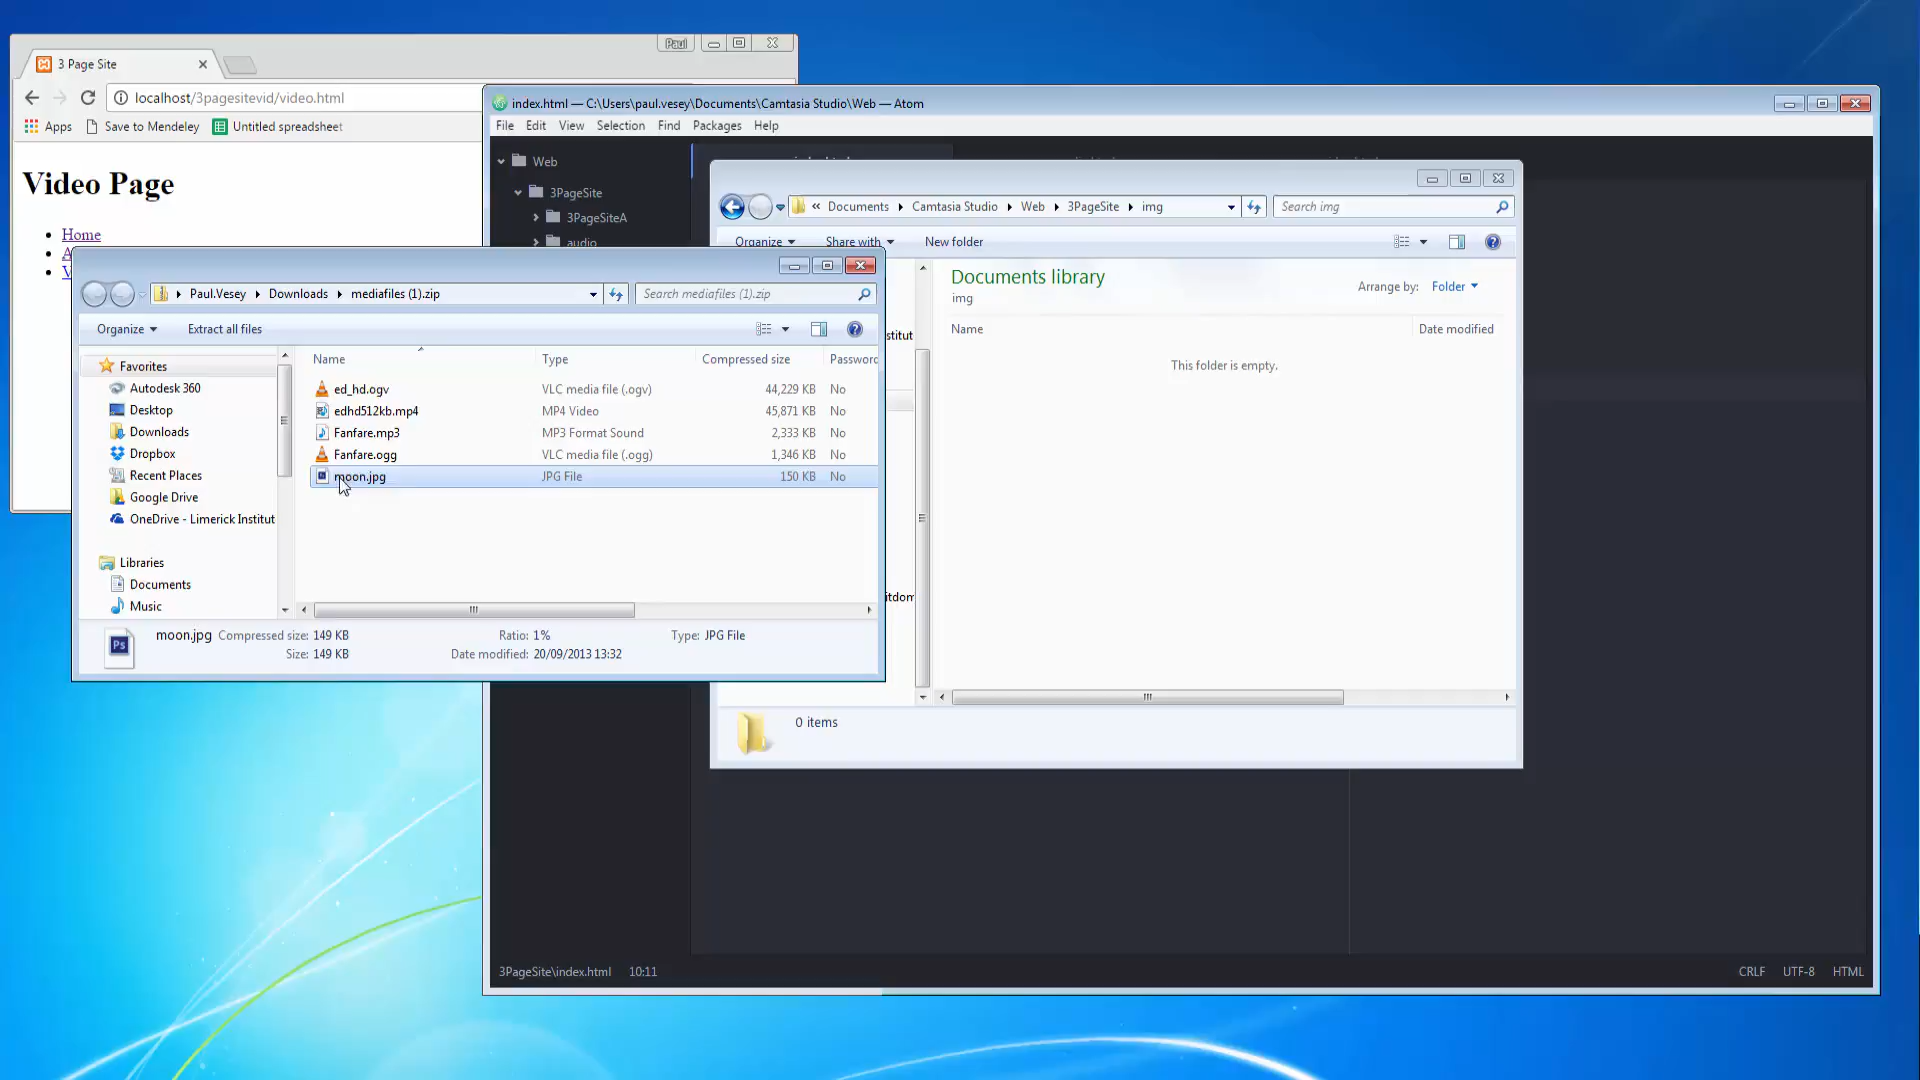 3 Page Site
Paul
localhost/3pagesitevid/video.html
Apps
Save to Mendeley
Untitled spreadsheet
Video Page
Home
index.html — C:\Users\paul.vesey\Documents\Camtasia Studio\Web — Atom
File Edit View Selection Find Packages Help
Web
3PageSite
3PageSiteA
audio
« Documents Camtasia Studio Web 3PageSite img
Search img
Organize Share with New folder
Documents library
img
Arrange by: Folder
Name Date modified
This folder is empty.
0 items
Paul.Vesey Downloads mediafiles (1).zip
Search mediafiles (1).zip
Organize Extract all files
Favorites
Autodesk 360
Desktop
Downloads
Dropbox
Recent Places
Google Drive
OneDrive - Limerick Institut
Libraries
Documents
Music
Name Type Compressed size Password
ed_hd.ogv VLC media file (.ogv) 44,229 KB No
edhd512kb.mp4 MP4 Video 45,871 KB No
Fanfare.mp3 MP3 Format Sound 2,333 KB No
Fanfare.ogg VLC media file (.ogg) 1,346 KB No
moon.jpg JPG File 150 KB No
Ps
moon.jpg Compressed size: 149 KB Ratio: 1% Type: JPG File
Size: 149 KB Date modified: 20/09/2013 13:32
stitut
itdom
3PageSite\index.html 10:11
CRLF UTF-8 HTML